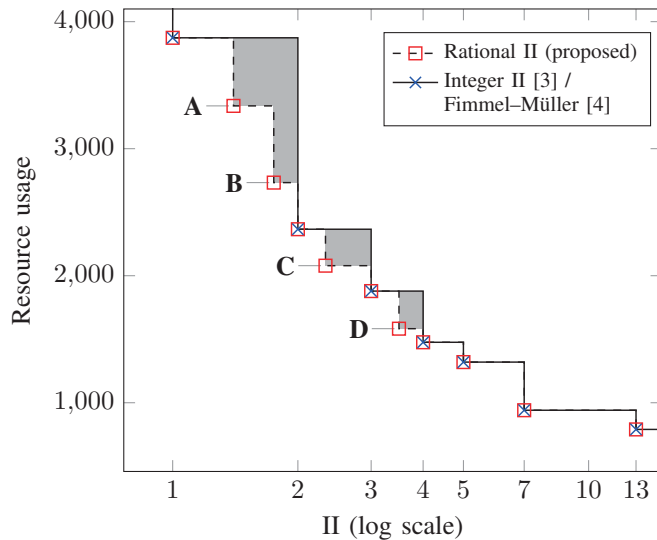 4,000
3,000
2,000
1,000
Resource usage
Rational II (proposed)
Integer II [3] /
Fimmel–Müller [4]
A
B
C
D
1 2 3 4 5 7 10 13
II (log scale)